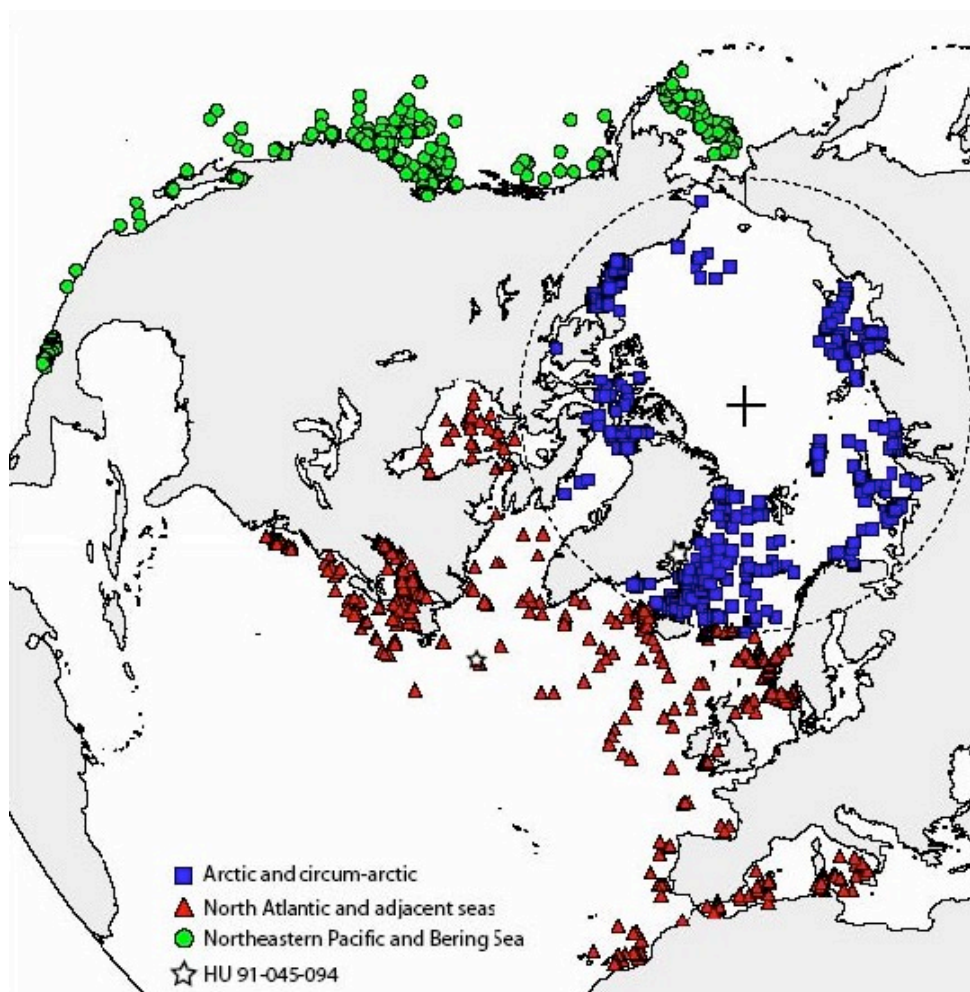 Arctic and circum-arctic
North Atlantic and adjacent seas
Northeastern Pacific and Bering Sea
HU 91-045-094